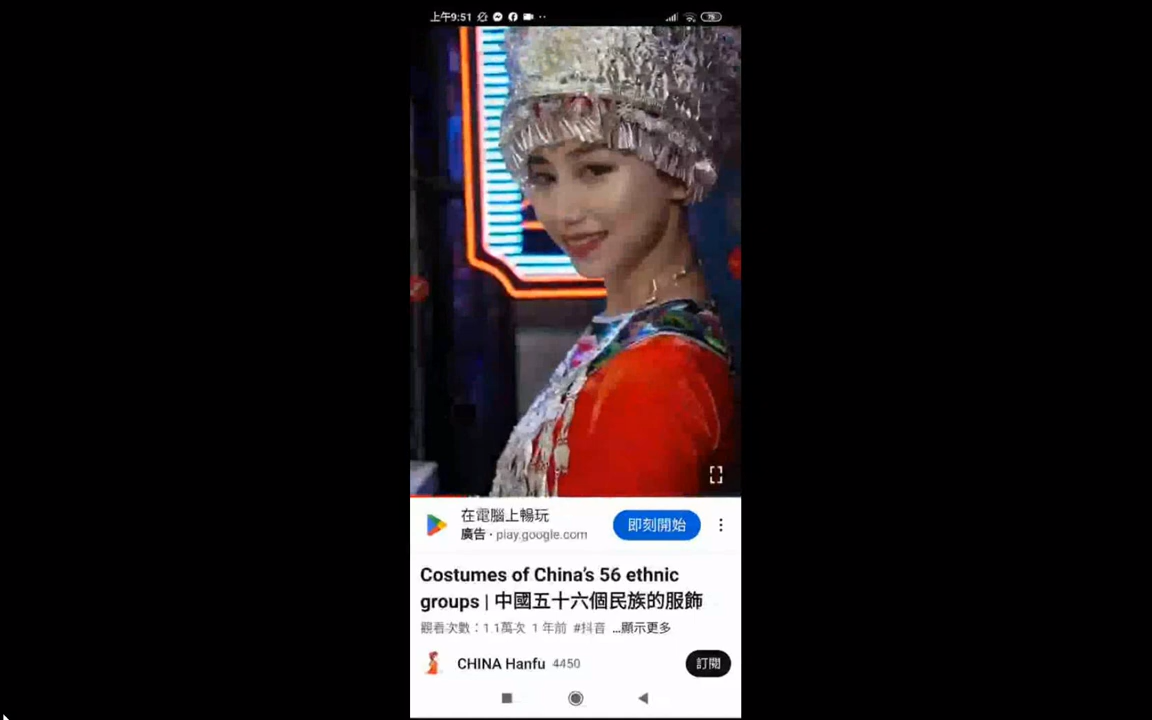 上午9:51
79
在電腦上暢玩
廣告 · play.google.com
即刻開始
Costumes of China's 56 ethnic
groups | 中國五十六個民族的服飾
觀看次數：1.1萬次 1 年前 #抖音 ...顯示更多
CHINA Hanfu 4450
訂閱